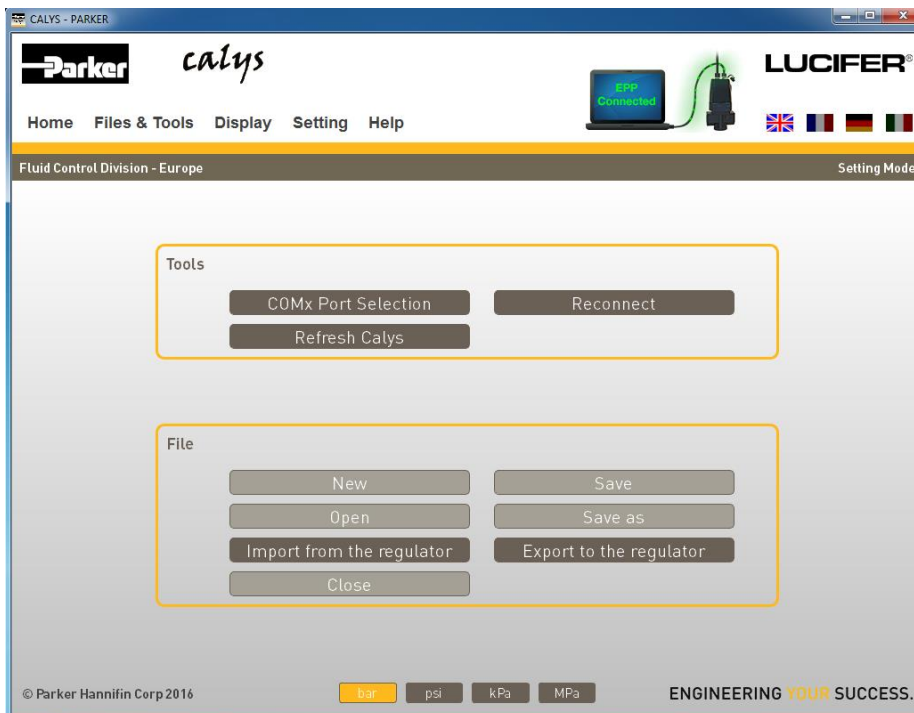 CALYS - PARKER
Parker calys LUCIFER®
EPP
Connected
Home Files & Tools Display Setting Help
Fluid Control Division - Europe Setting Mode
Tools
COMx Port Selection Reconnect
Refresh Calys
File
New Save
Open Save as
Import from the regulator Export to the regulator
Close
© Parker Hannifin Corp 2016 bar psi kPa MPa ENGINEERING YOUR SUCCESS.